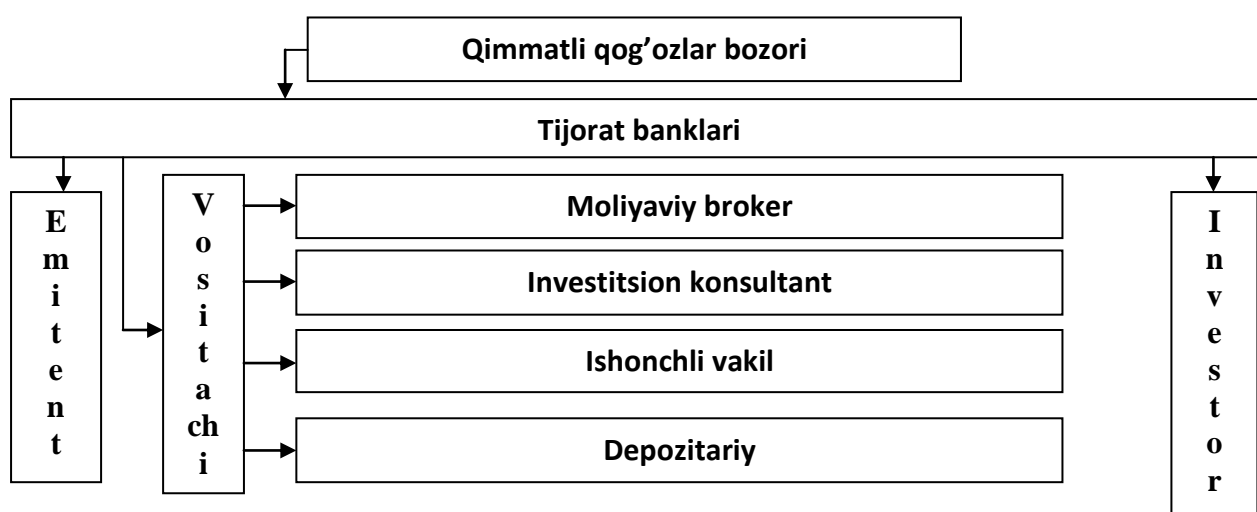 Qimmatli qog’ozlar bozori
Tijorat banklari
Emitent
Vositachi
Moliyaviy broker
Investitsion konsultant
Ishonchli vakil
Depozitariy
Investor